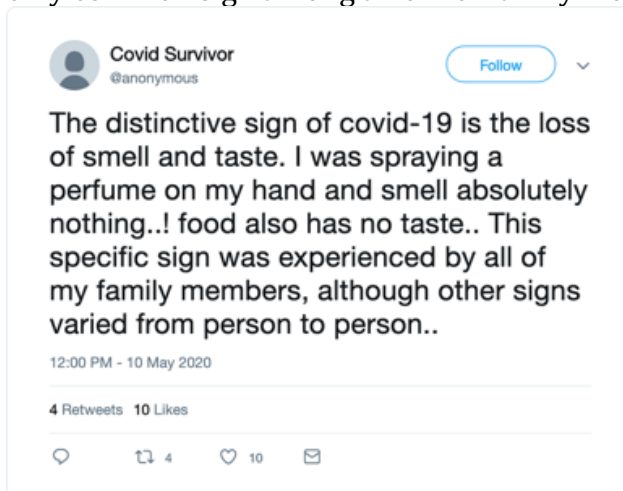 Covid Survivor
@anonymous
Follow
The distinctive sign of covid-19 is the loss
of smell and taste. I was spraying a
perfume on my hand and smell absolutely
nothing..! food also has no taste.. This
specific sign was experienced by all of
my family members, although other signs
varied from person to person..
12:00 PM - 10 May 2020
4 Retweets 10 Likes
4 10